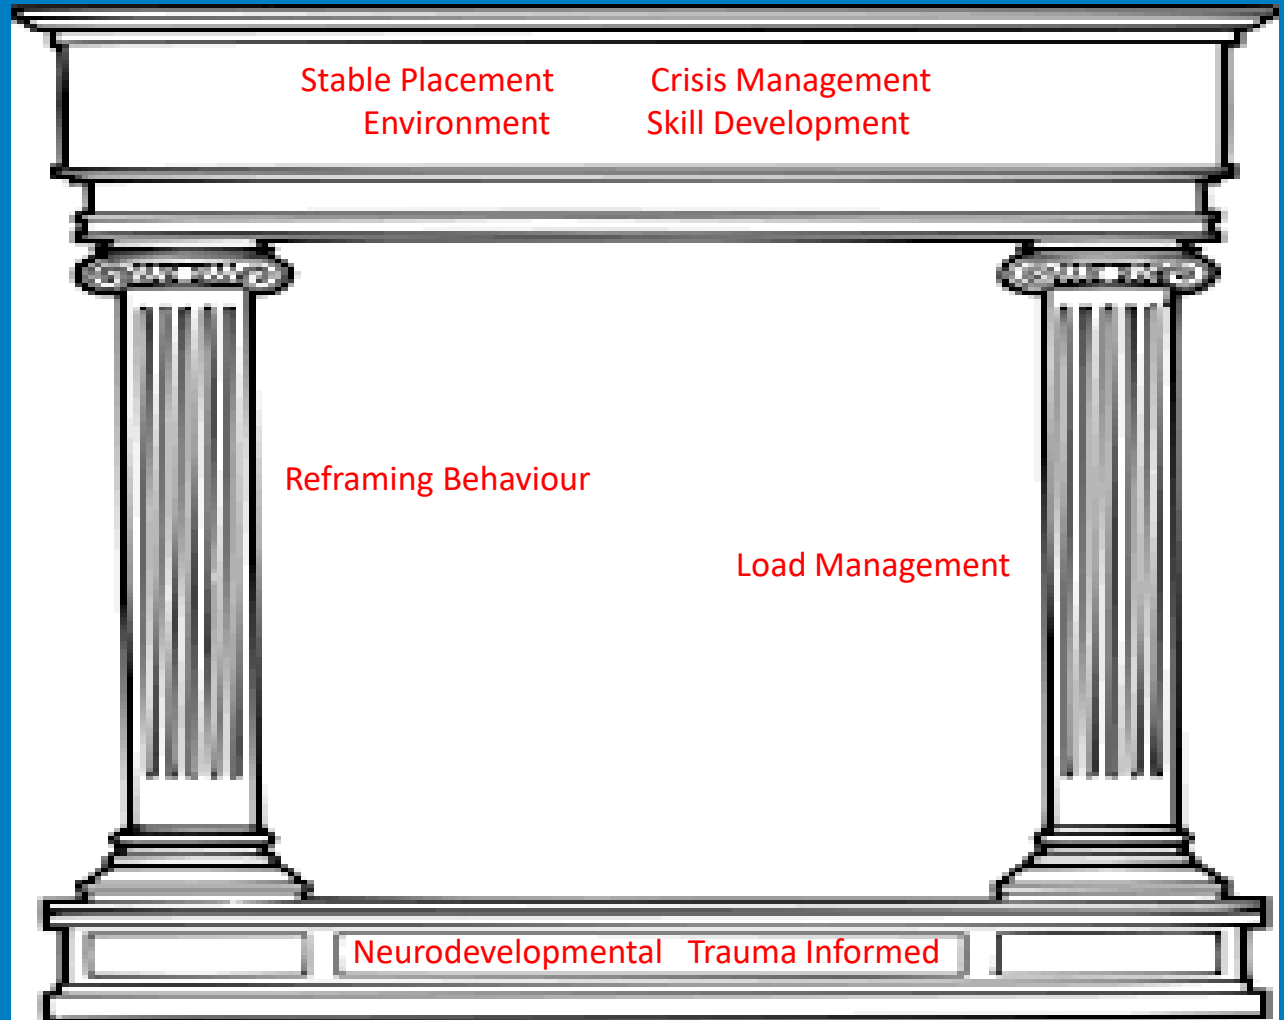 Stable Placement Crisis Management
Environment Skill Development
Reframing Behaviour
Load Management
Neurodevelopmental Trauma Informed